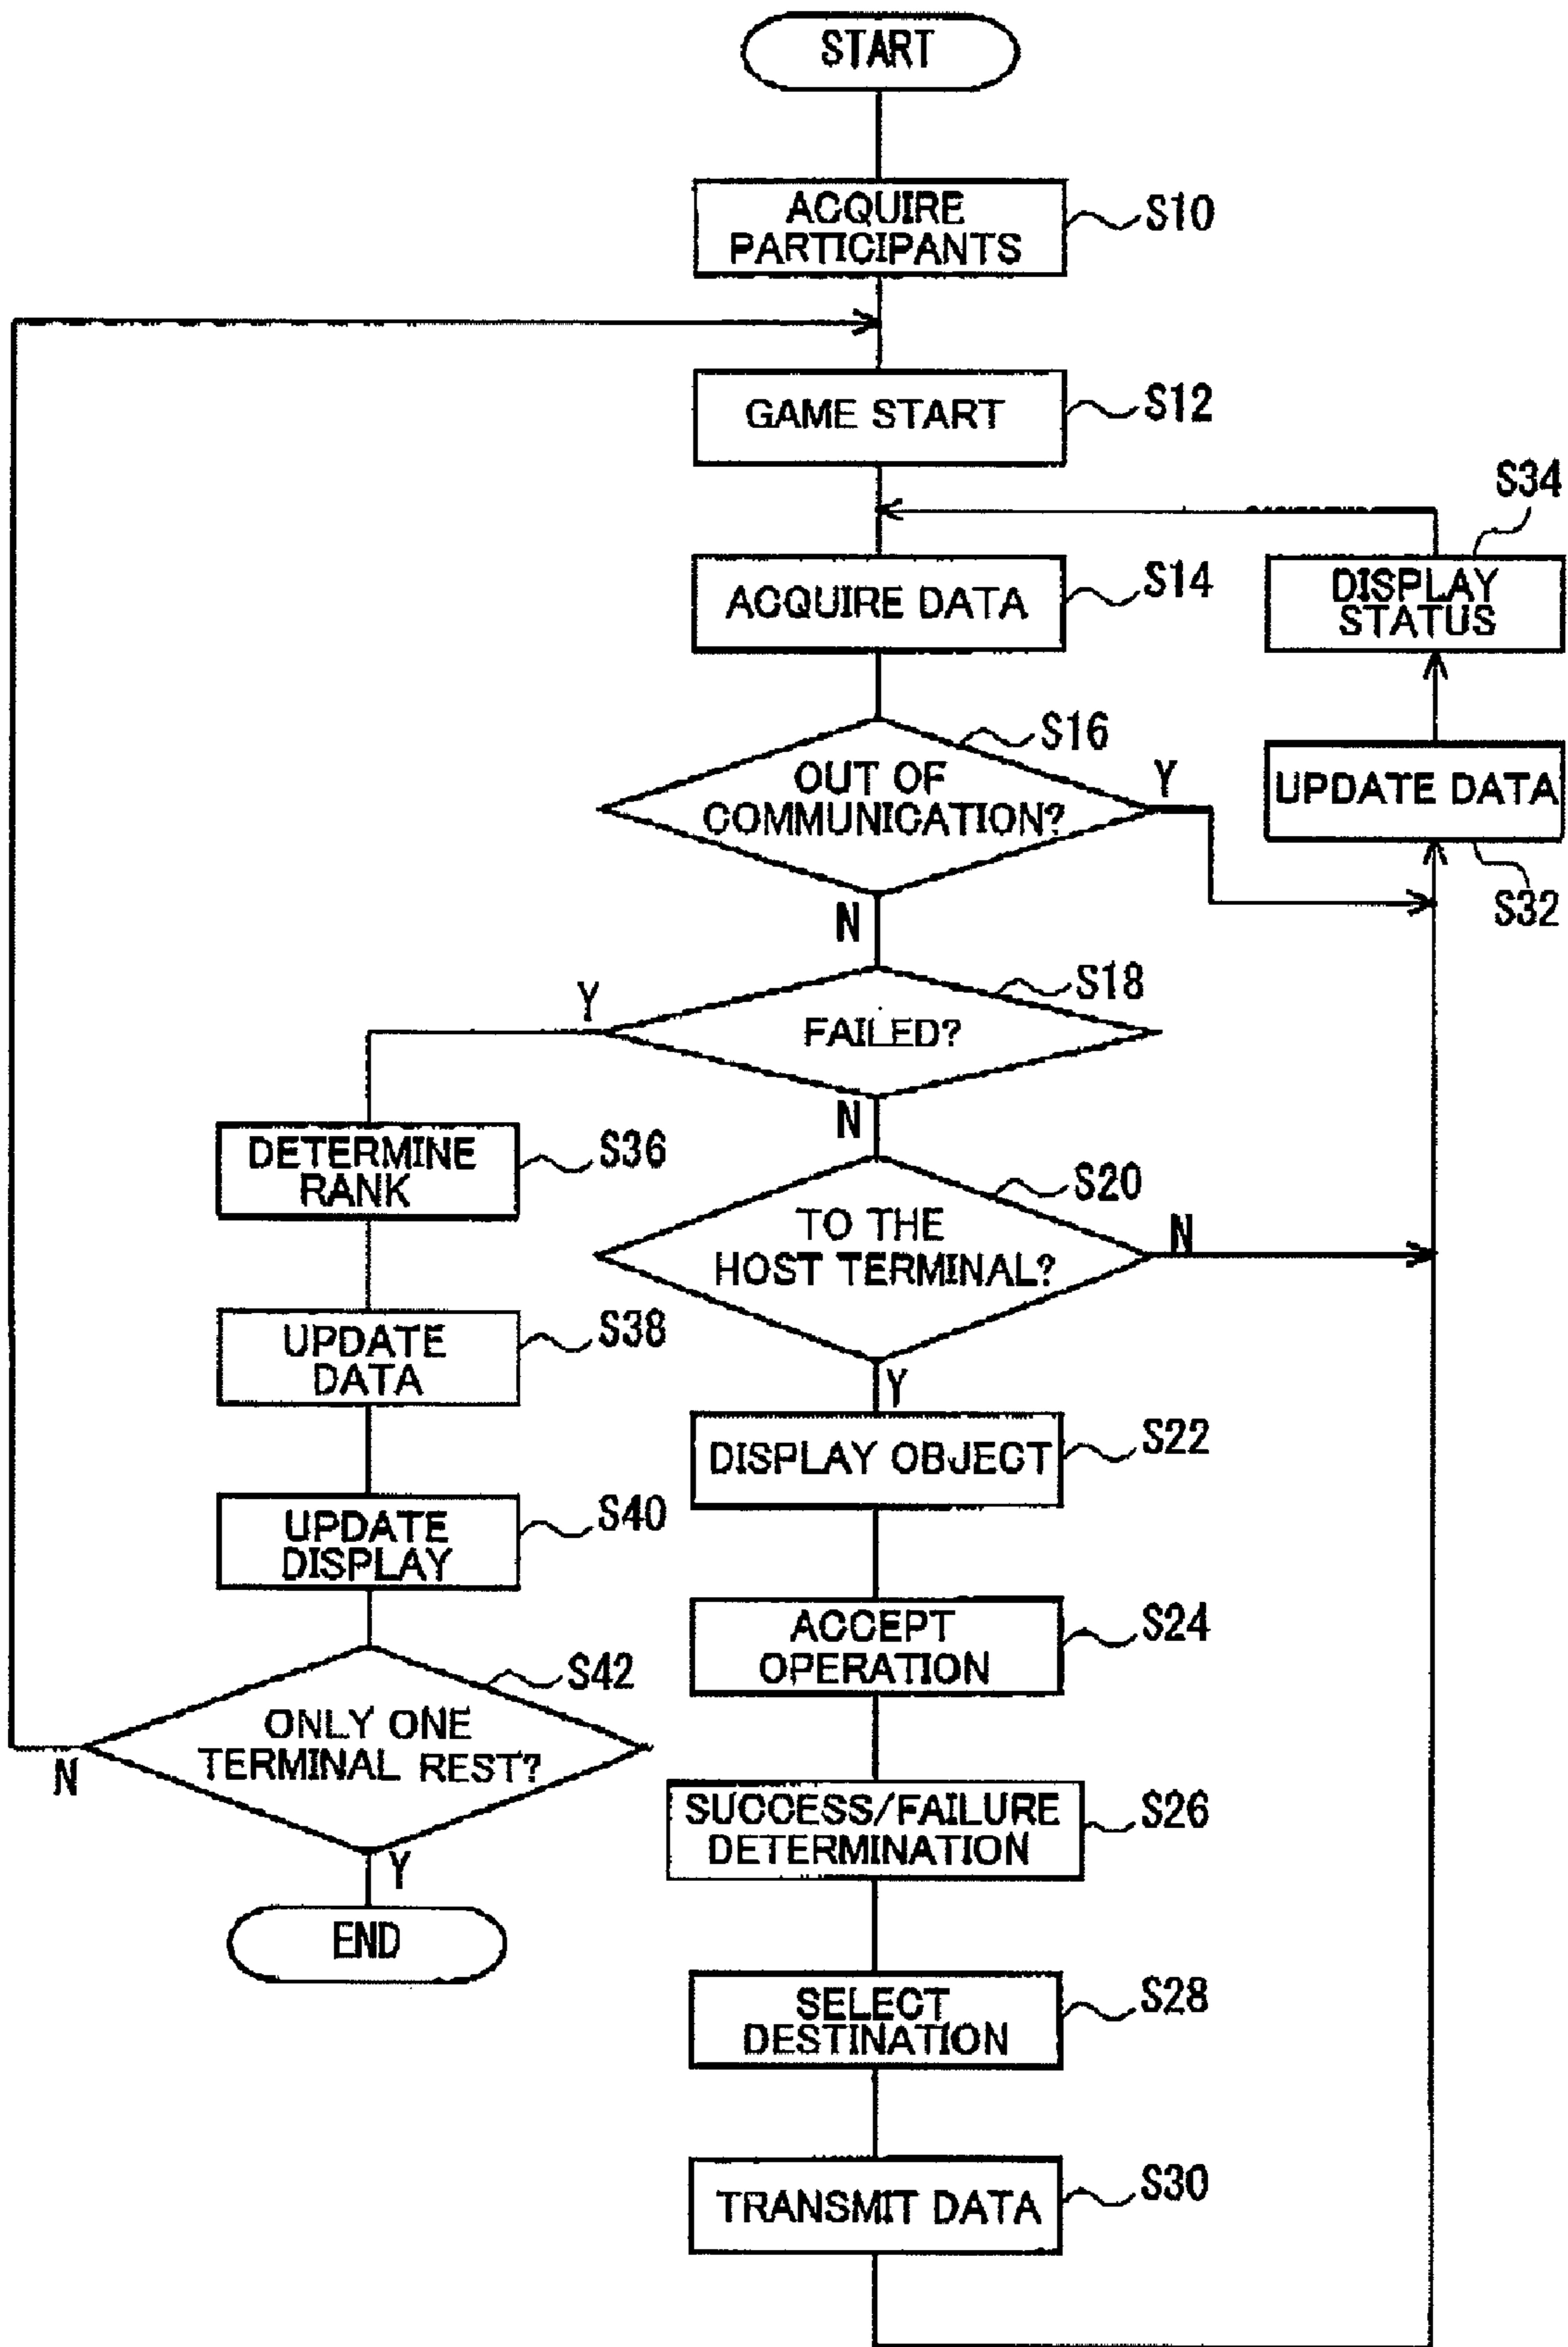 START
ACQUIRE
PARTICIPANTS
S10
GAME START
S12
S34
ACQUIRE DATA
S14
DISPLAY
STATUS
S16
OUT OF
COMMUNICATION?
Y
UPDATE DATA
N
S32
S18
Y
FAILED?
N
DETERMINE
RANK
S36
S20
TO THE
HOST TERMINAL?
N
UPDATE
DATA
S38
Y
DISPLAY OBJECT
S22
UPDATE
DISPLAY
S40
ACCEPT
OPERATION
S24
S42
ONLY ONE
TERMINAL REST?
N
SUCCESS/FAILURE
DETERMINATION
S26
Y
END
SELECT
DESTINATION
S28
TRANSMIT DATA
S30